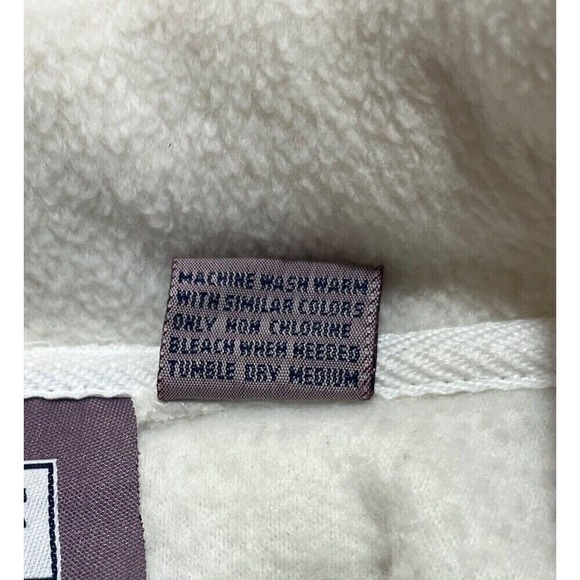 MACHINE WASH WARM
WITH SIMILAR COLORS
ONLY NON CHLORINE
BLEACH WHEN NEEDED
TUMBLE DRY MEDIUM